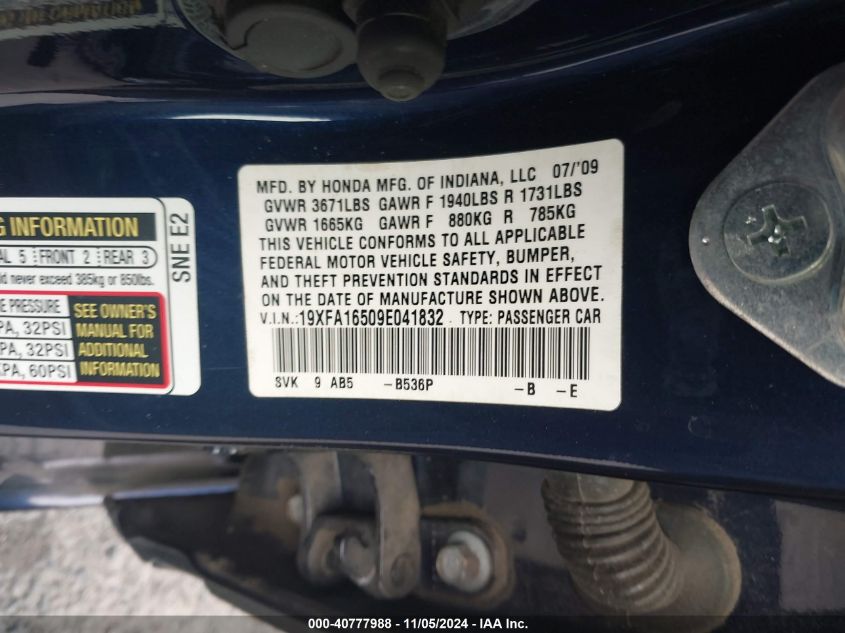 MFD. BY HONDA MFG. OF INDIANA, LLC 07/'09
GVWR 3671LBS GAWR F 1940LBS R 1731LBS
GVWR 1665KG GAWR F 880KG R 785KG
THIS VEHICLE CONFORMS TO ALL APPLICABLE
FEDERAL MOTOR VEHICLE SAFETY, BUMPER,
AND THEFT PREVENTION STANDARDS IN EFFECT
ON THE DATE OF MANUFACTURE SHOWN ABOVE.
V.I.N.:19XFA16509E041832 TYPE: PASSENGER CAR
SVK 9 AB5 -B536P -B -E
INFORMATION
5 FRONT 2 REAR 3
never exceed 385kg or 850lbs.
PRESSURE
32PSI
32PSI
60PSI
SEE OWNER'S
MANUAL FOR
ADDITIONAL
INFORMATION
SNE E2
000-40777988 - 11/05/2024 - IAA Inc.